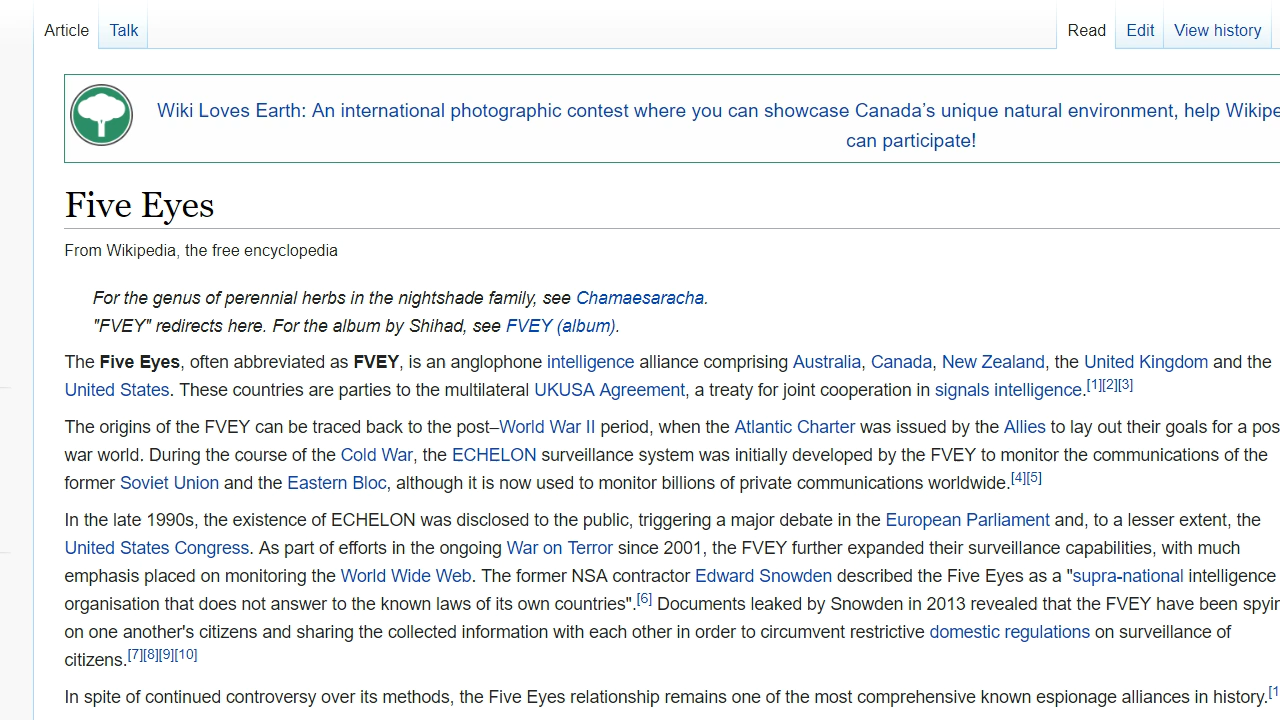 Article Talk Read Edit View history
Wiki Loves Earth: An international photographic contest where you can showcase Canada’s unique natural environment, help
can participate!
Five Eyes
From Wikipedia, the free encyclopedia
For the genus of perennial herbs in the nightshade family, see Chamaesaracha.
"FVEY" redirects here. For the album by Shihad, see FVEY (album).
The Five Eyes, often abbreviated as FVEY, is an anglophone intelligence alliance comprising Australia, Canada, New Zealand, the United Kingdom and the
United States. These countries are parties to the multilateral UKUSA Agreement, a treaty for joint cooperation in signals intelligence.[1][2][3]
The origins of the FVEY can be traced back to the post–World War II period, when the Atlantic Charter was issued by the Allies to lay out their goals for a pos
war world. During the course of the Cold War, the ECHELON surveillance system was initially developed by the FVEY to monitor the communications of the
former Soviet Union and the Eastern Bloc, although it is now used to monitor billions of private communications worldwide.[4][5]
In the late 1990s, the existence of ECHELON was disclosed to the public, triggering a major debate in the European Parliament and, to a lesser extent, the
United States Congress. As part of efforts in the ongoing War on Terror since 2001, the FVEY further expanded their surveillance capabilities, with much
emphasis placed on monitoring the World Wide Web. The former NSA contractor Edward Snowden described the Five Eyes as a "supra-national intelligence
organisation that does not answer to the known laws of its own countries".[6] Documents leaked by Snowden in 2013 revealed that the FVEY have been spyin
on one another's citizens and sharing the collected information with each other in order to circumvent restrictive domestic regulations on surveillance of
citizens.[7][8][9][10]
In spite of continued controversy over its methods, the Five Eyes relationship remains one of the most comprehensive known espionage alliances in history.[1